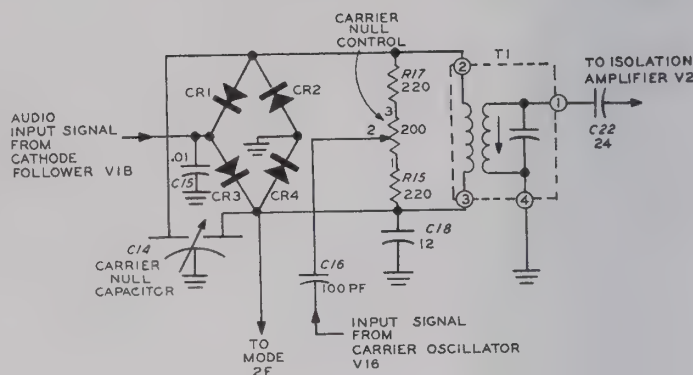 CARRIER
NULL
CONTROL
T1
TO ISOLATION
AMPLIFIER V2
2
R17
220
CR1
CR2
3
1
AUDIO
INPUT SIGNAL
FROM
CATHODE
FOLLOWER V1B
2
200
C22
24
.01
C15
1
R15
220
CR3
CR4
3
4
C14
CARRIER
NULL
CAPACITOR
C18
12
C16
100 PF
INPUT SIGNAL
FROM
CARRIER OSCILLATOR
V16
TO
MODE
2F